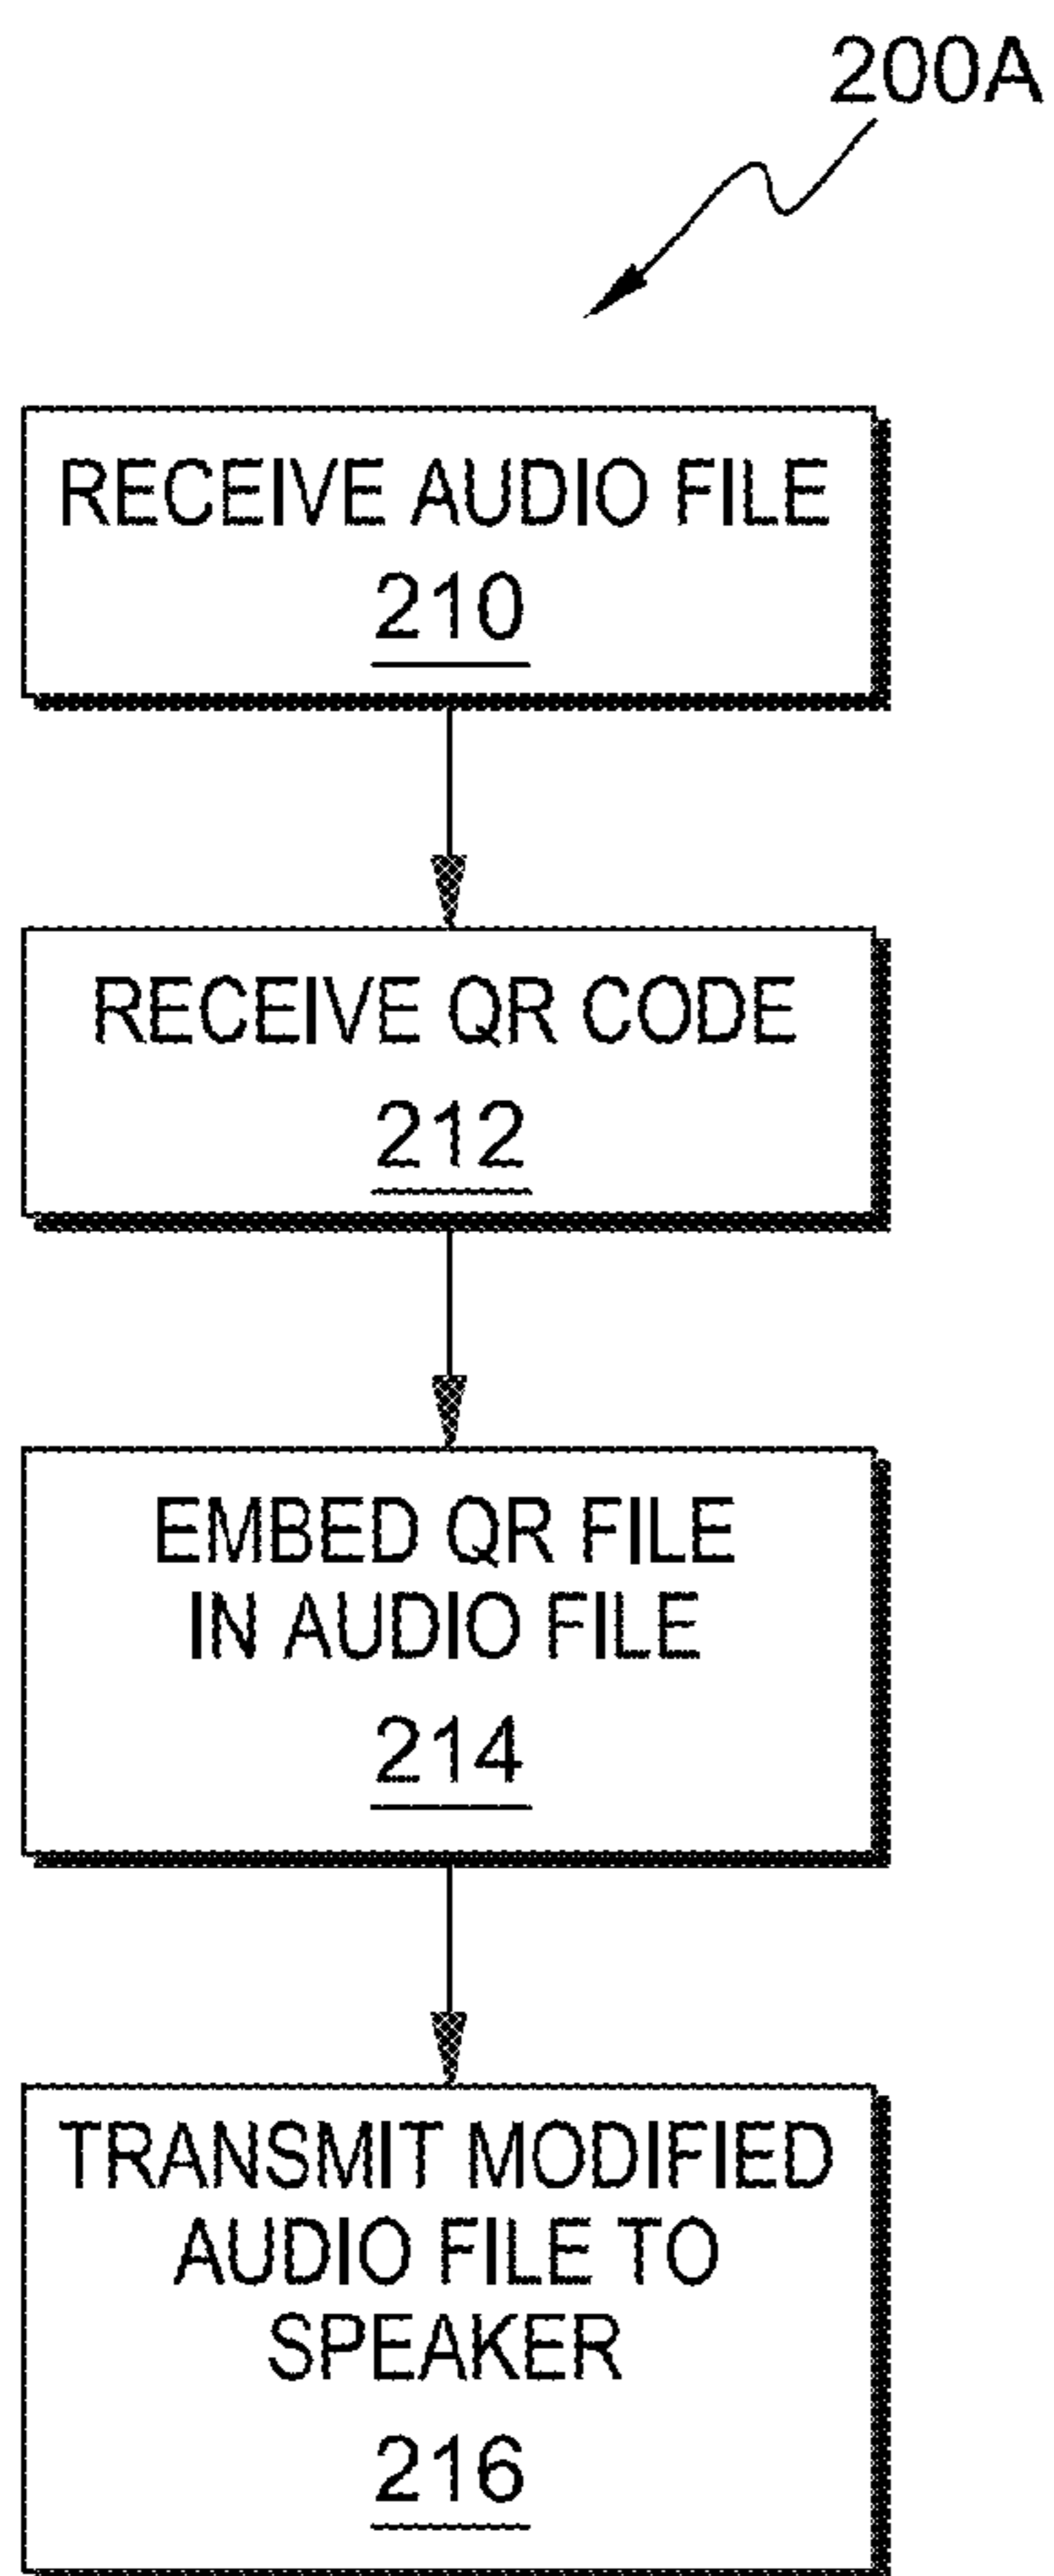 200A
RECEIVE AUDIO FILE
210
RECEIVE QR CODE
212
EMBED QR FILE
IN AUDIO FILE
214
TRANSMIT MODIFIED
AUDIO FILE TO
SPEAKER
216